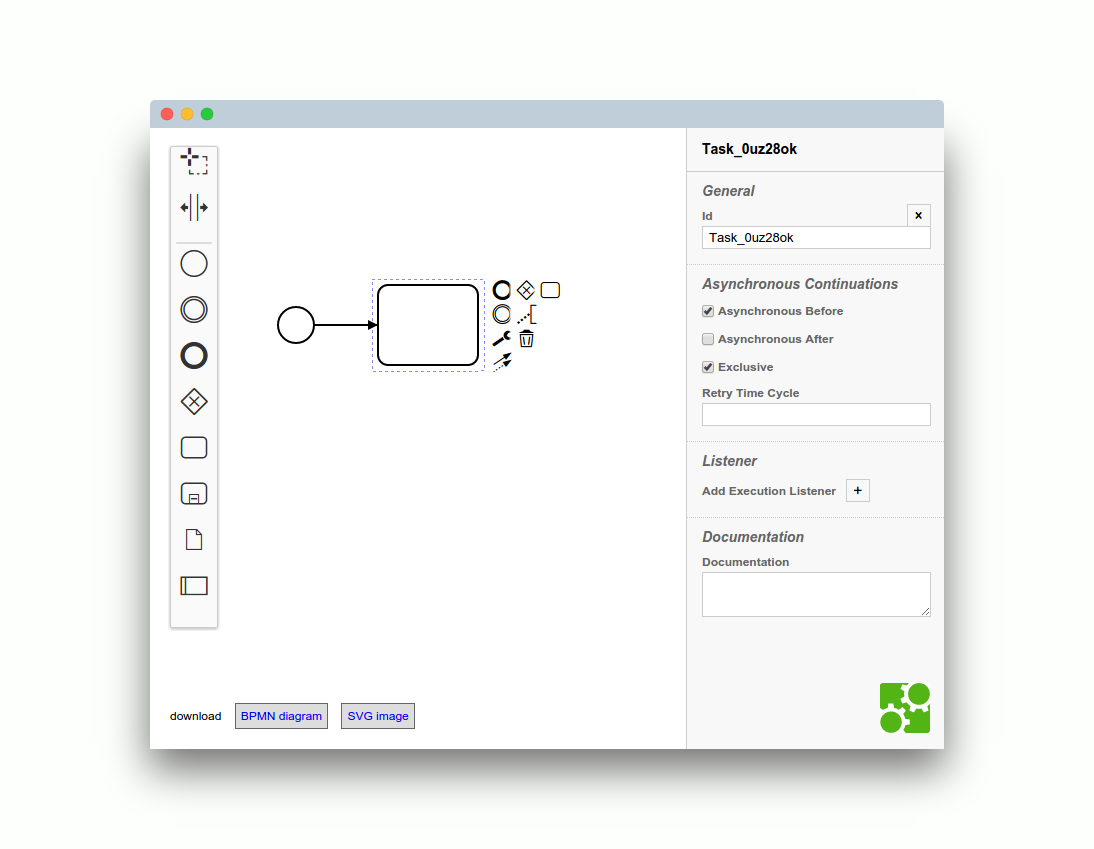 Task_0uz28ok
General
Id
x
Task_0uz28ok
Asynchronous Continuations
Asynchronous Before
Asynchronous After
Exclusive
Retry Time Cycle
Listener
Add Execution Listener +
Documentation
Documentation
download BPMN diagram SVG image